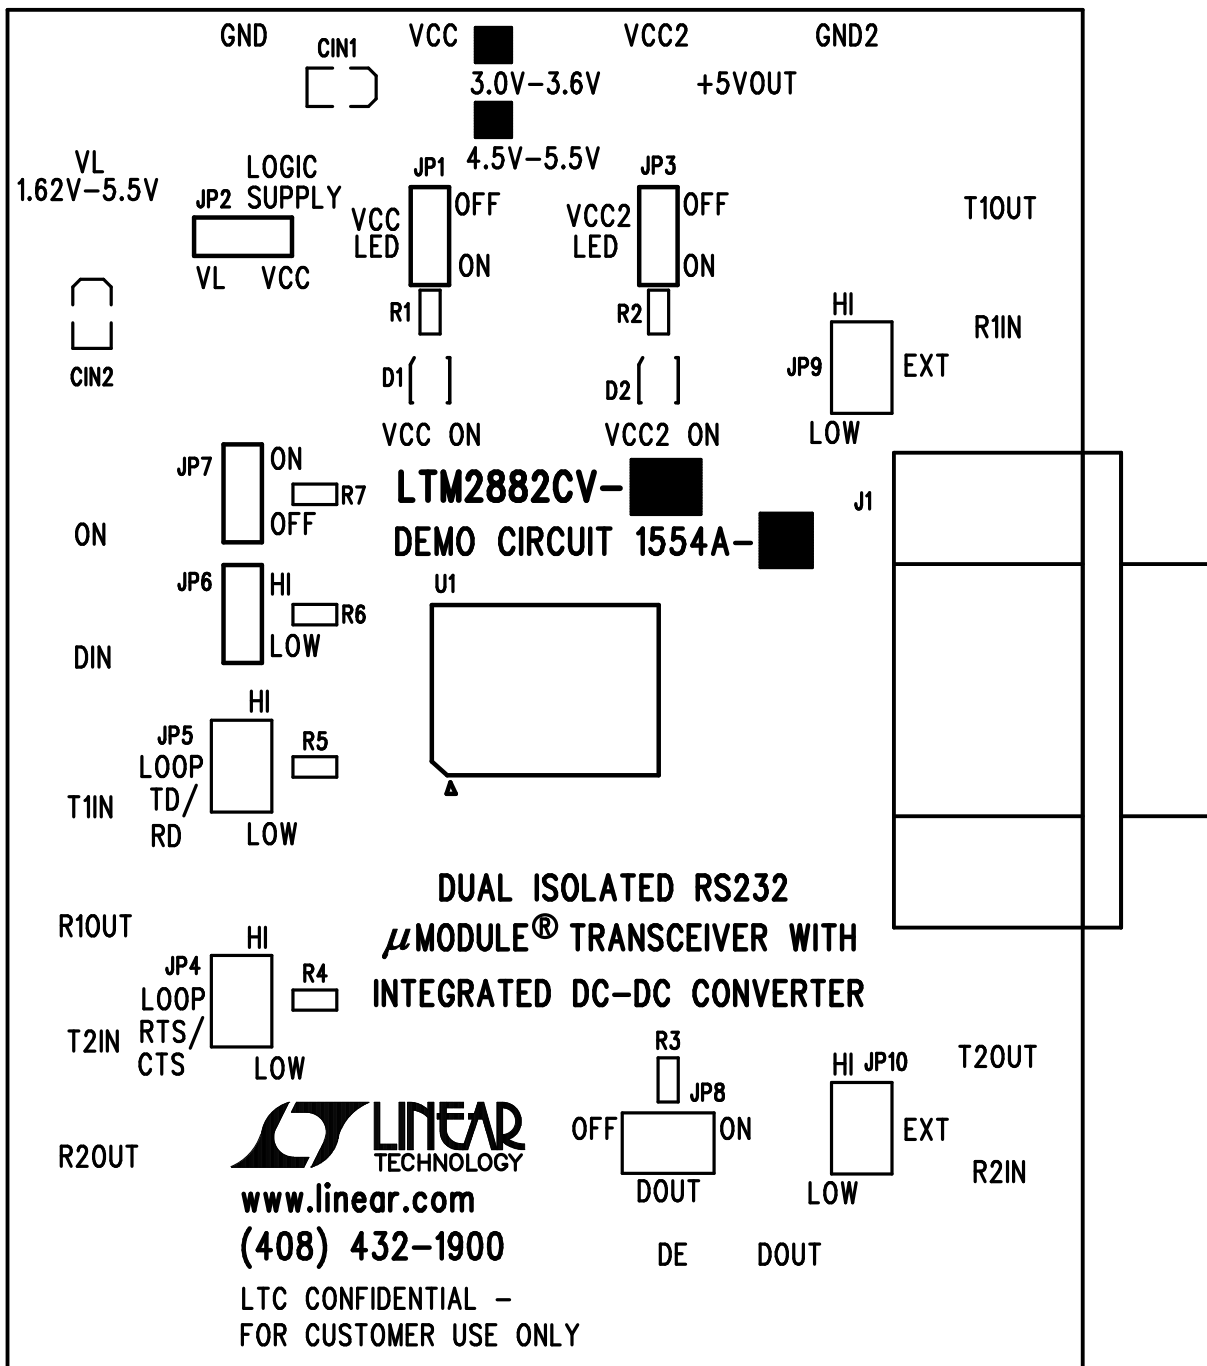 GND
CIN1
VCC
VCC2
GND2
3.0V-3.6V
+5VOUT
4.5V-5.5V
VL
1.62V-5.5V
LOGIC
SUPPLY
JP2
VL VCC
JP1
VCC
LED
OFF
ON
JP3
VCC2
LED
OFF
ON
T1OUT
R1
R2
HI
R1IN
JP9
EXT
LOW
CIN2
D1
D2
VCC ON
VCC2 ON
JP7
ON
R7
OFF
ON
LTM2882CV-
DEMO CIRCUIT 1554A-
J1
JP6
HI
R6
LOW
DIN
U1
HI
JP5
LOOP
TD/
RD
R5
LOW
T1IN
DUAL ISOLATED RS232
µMODULE® TRANSCEIVER WITH
INTEGRATED DC-DC CONVERTER
R1OUT
HI
JP4
LOOP
RTS/
CTS
R4
LOW
T2IN
R3
JP8
OFF
ON
DOUT
HI
JP10
EXT
LOW
T2OUT
R2IN
R2OUT
LINEAR
TECHNOLOGY
www.linear.com
(408) 432-1900
DE
DOUT
LTC CONFIDENTIAL -
FOR CUSTOMER USE ONLY